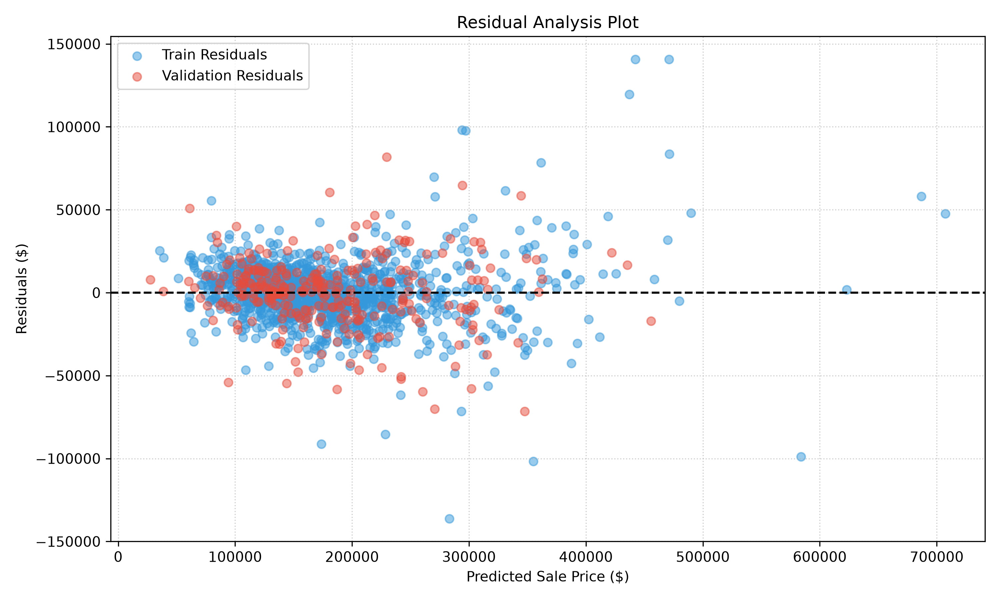 Residual Analysis Plot
Train Residuals
Validation Residuals
150000
100000
50000
0
−50000
−100000
−150000
Residuals ($)
0 100000 200000 300000 400000 500000 600000 700000
Predicted Sale Price ($)